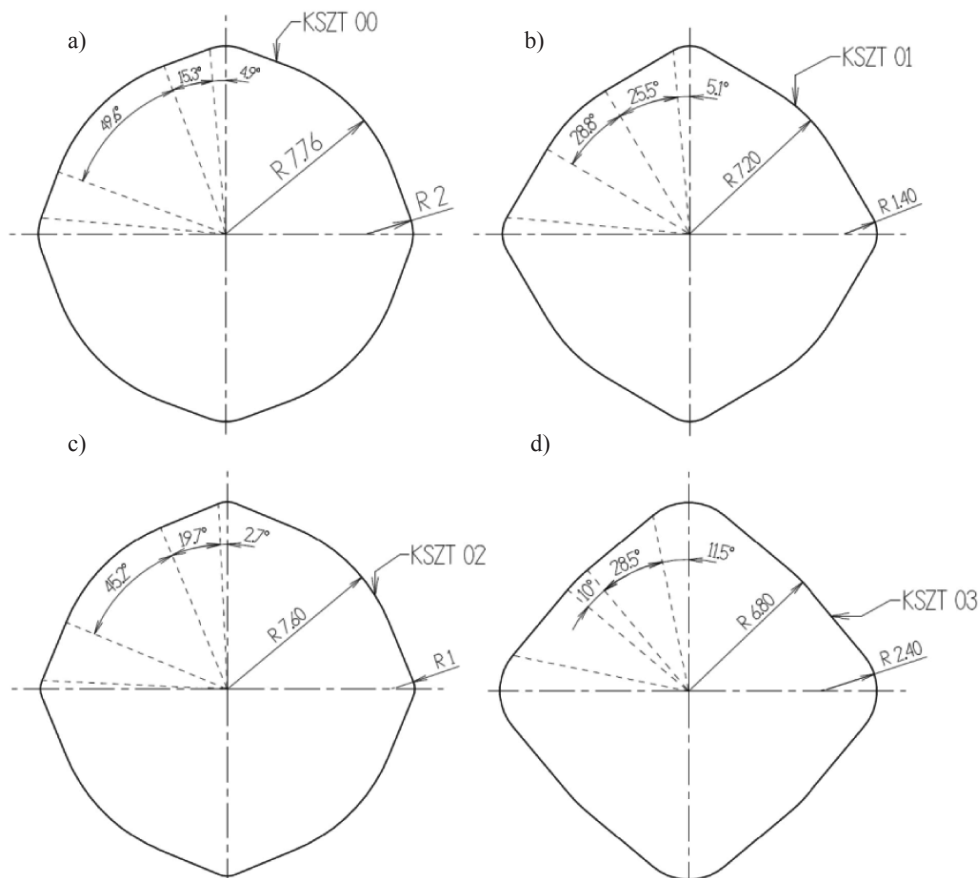 a)
KSZT 00
49.6°
15.3°
4.9°
R 7.76
R 2
b)
KSZT 01
28.8°
25.5°
5.1°
R 7.20
R 1.40
c)
KSZT 02
45.2°
19.7°
2.7°
R 7.60
R 1
d)
KSZT 03
10°
28.5°
11.5°
R 6.80
R 2.40